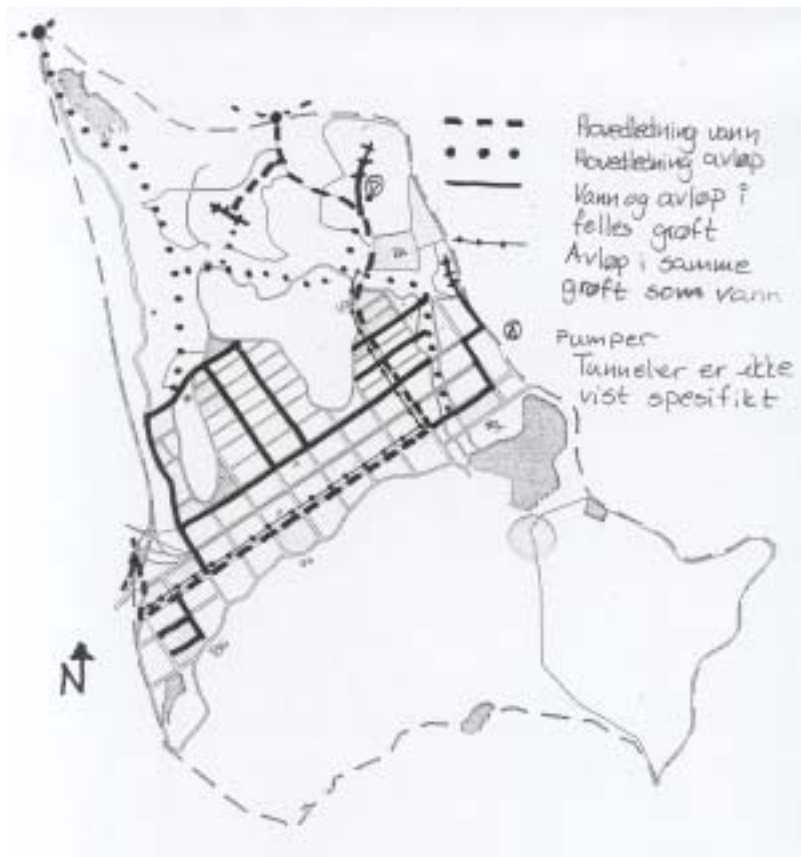 Hovedledning vann
Hovedledning avløp
Vann og avløp i
felles grøft
Avløp i samme
grøft som vann
Pumper
Tunneler er ikke
vist spesifikt
N